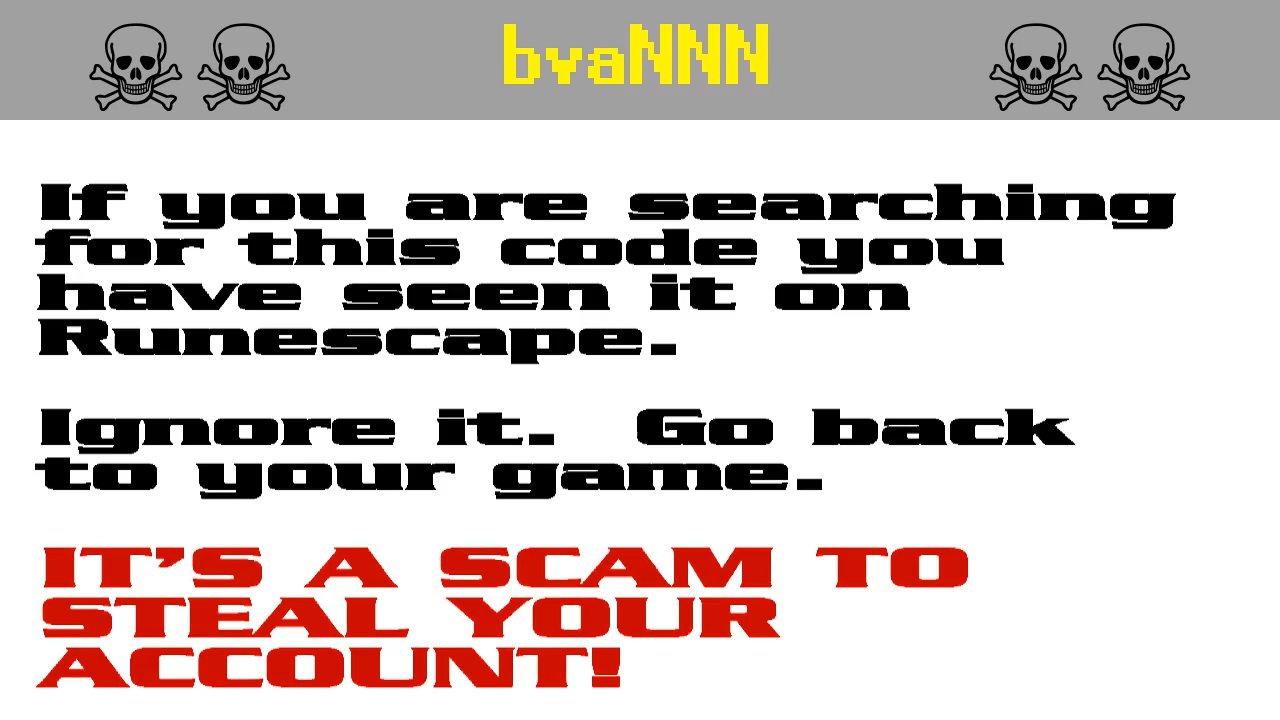 bvaNNN
If you are searching
for this code you
have seen it on
Runescape.
Ignore it.  Go back
to your game.
IT'S A SCAM TO
STEAL YOUR
ACCOUNT!